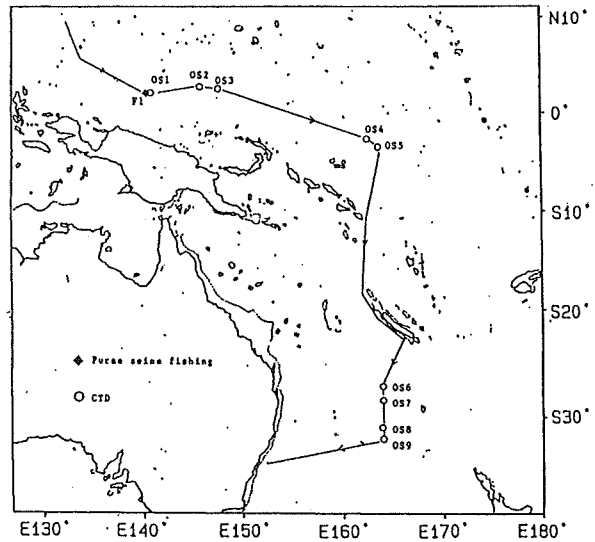 N10°
OS1
OS2
OS3
F1
0°
OS4
OS5
S10°
S20°
Purse seine fishing
CTD
OS6
OS7
S30°
OS8
OS9
E130°
E140°
E150°
E160°
E170°
E180°